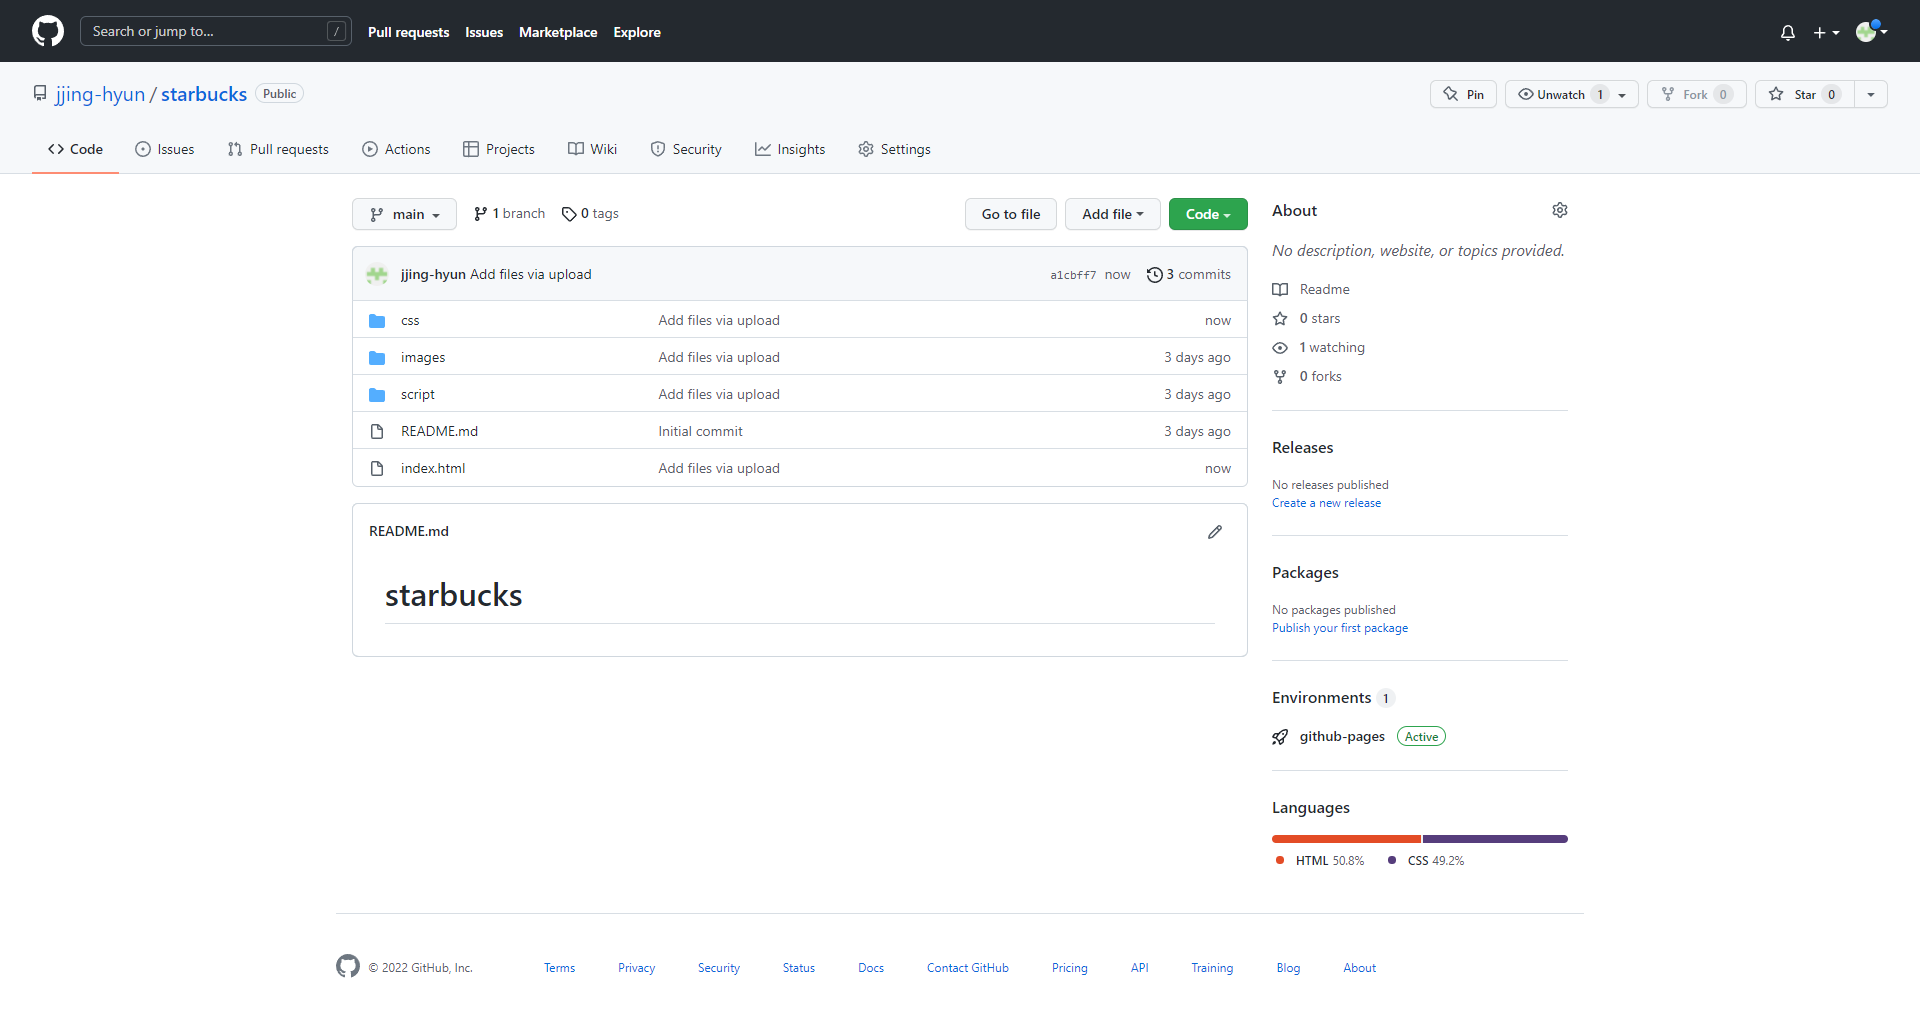 Search or jump to... /
Pull requests Issues Marketplace Explore
jjing-hyun / starbucks Public
Pin
Unwatch 1
Fork 0
Star 0
Code Issues Pull requests Actions Projects Wiki Security Insights Settings
main 1 branch 0 tags Go to file Add file Code
jjing-hyun Add files via upload a1cbff7 now 3 commits
css Add files via upload now
images Add files via upload 3 days ago
script Add files via upload 3 days ago
README.md Initial commit 3 days ago
index.html Add files via upload now
README.md
starbucks
About
No description, website, or topics provided.
Readme
0 stars
1 watching
0 forks
Releases
No releases published
Create a new release
Packages
No packages published
Publish your first package
Environments 1
github-pages Active
Languages
HTML 50.8% CSS 49.2%
© 2022 GitHub, Inc. Terms Privacy Security Status Docs Contact GitHub Pricing API Training Blog About